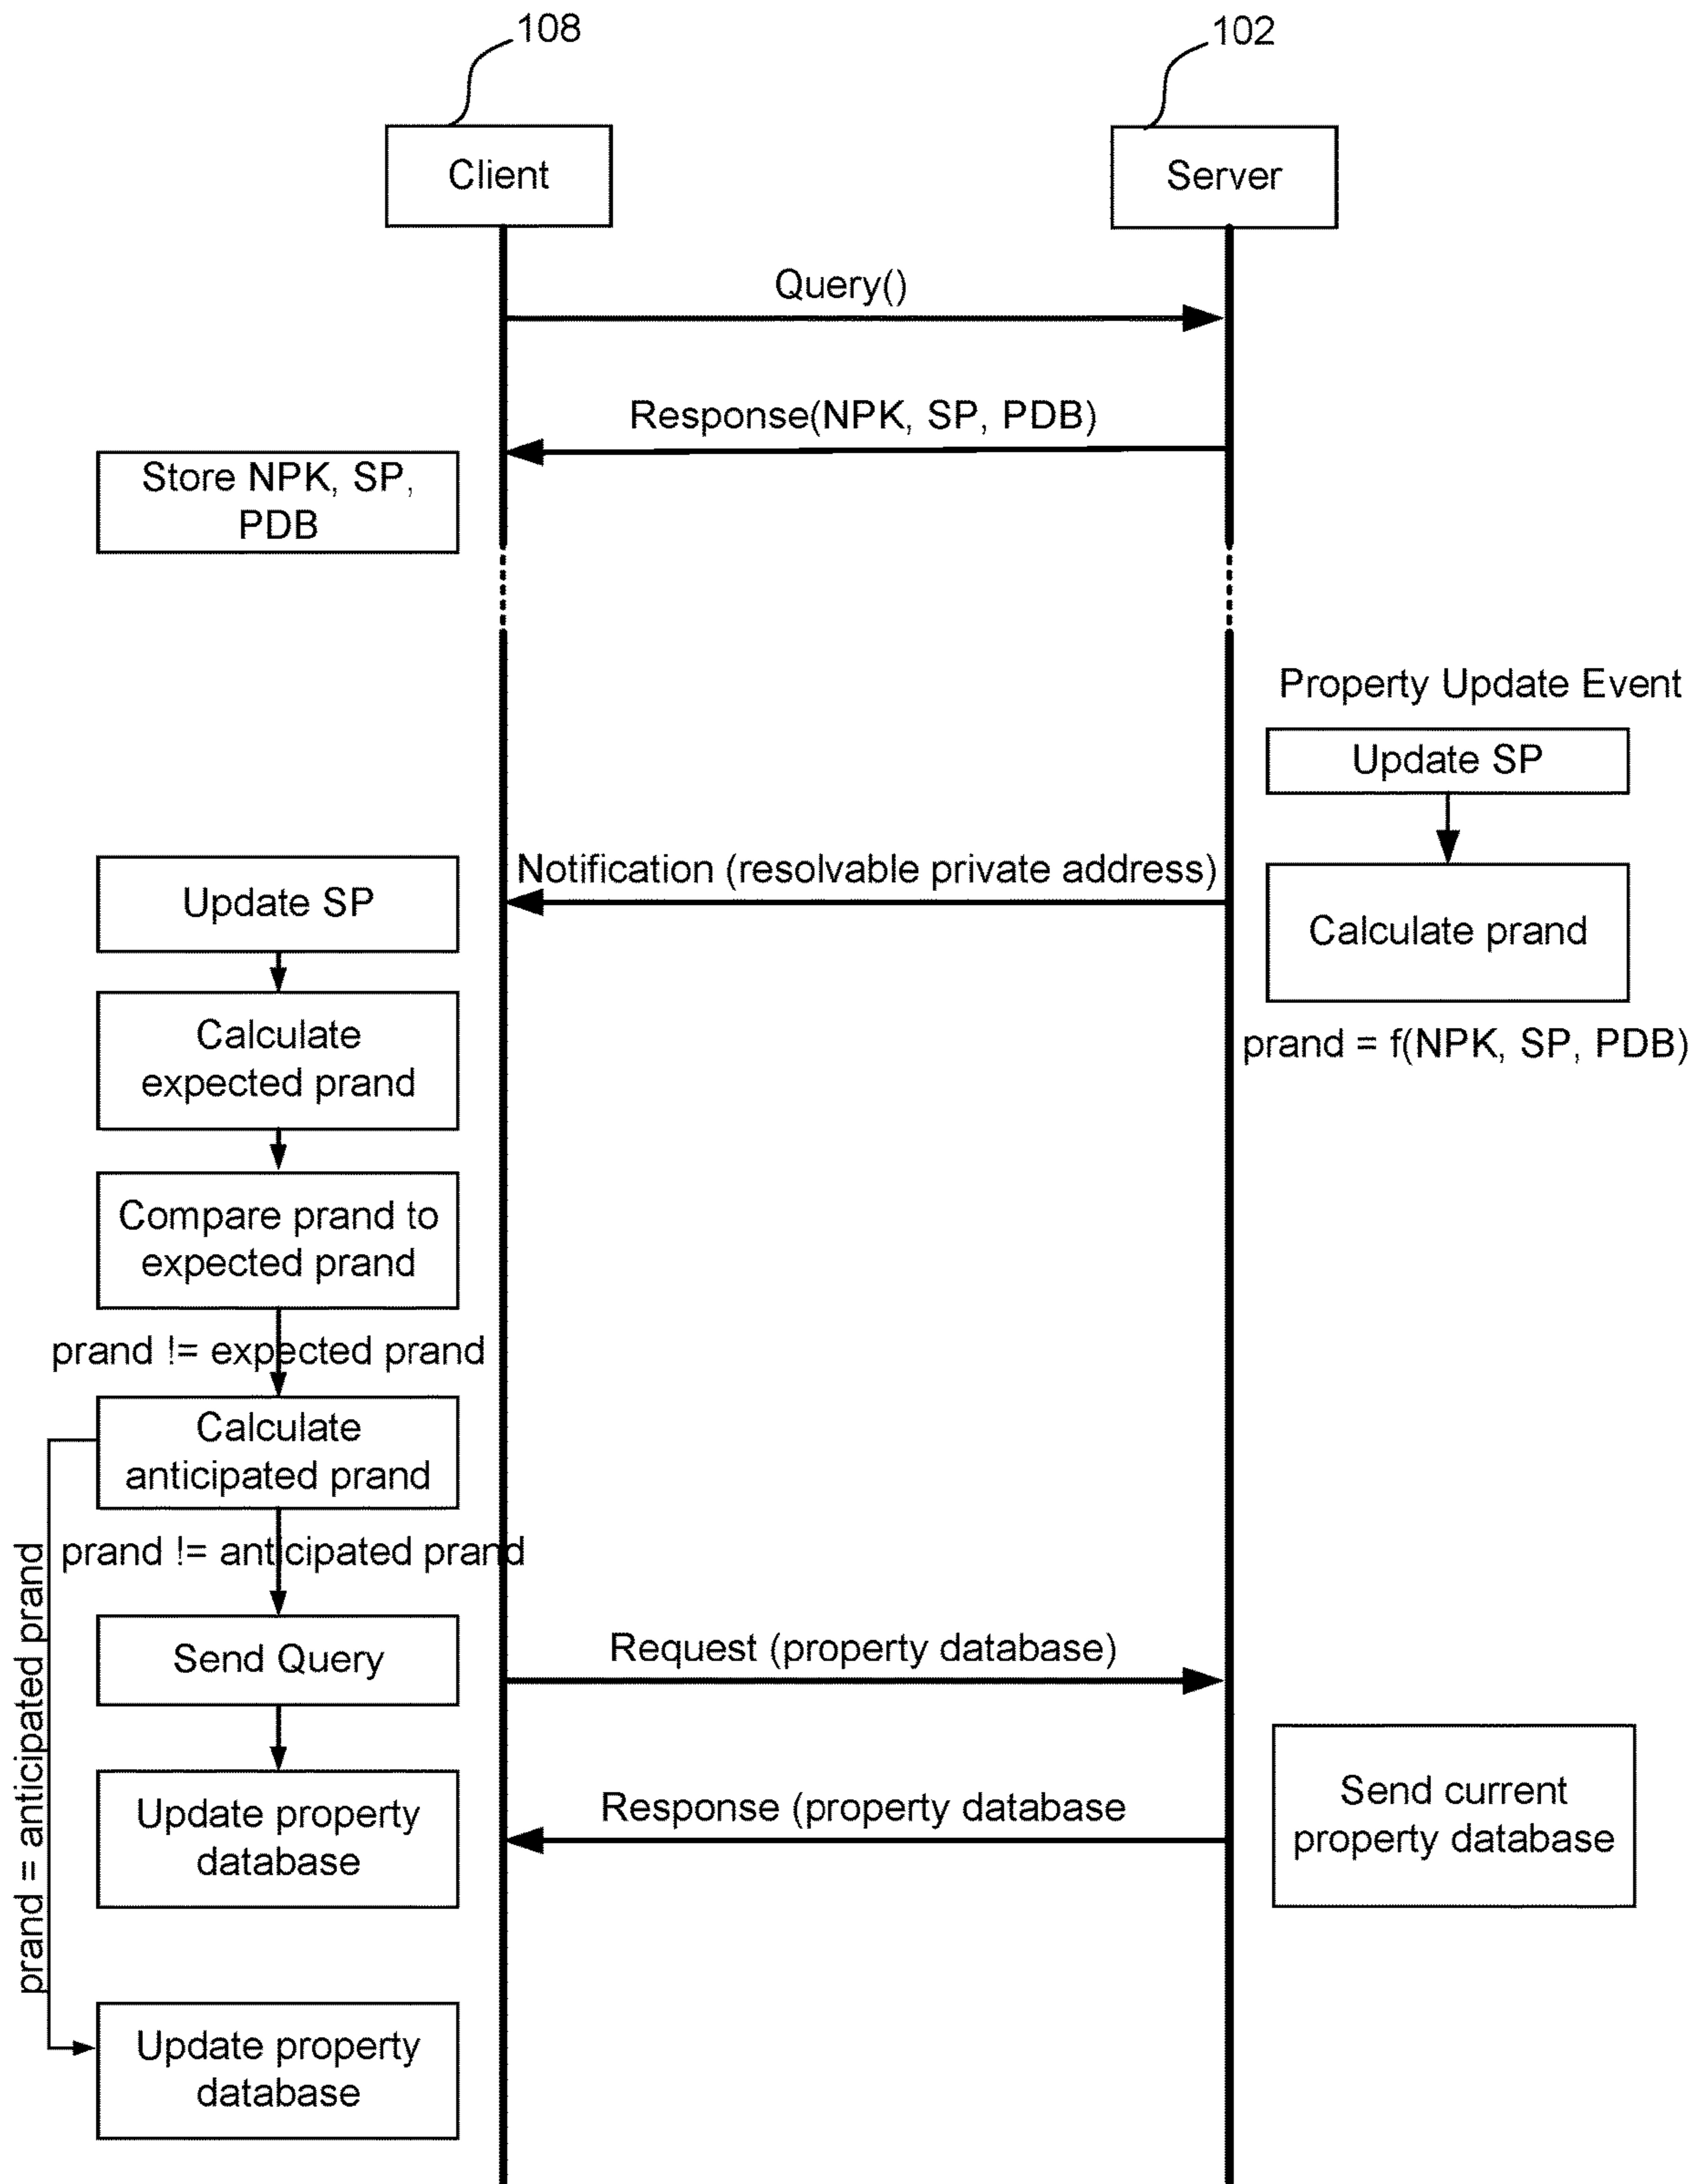 108
102
Client
Server
Query()
Response(NPK, SP, PDB)
Store NPK, SP,
PDB
Property Update Event
Update SP
Notification (resolvable private address)
Update SP
Calculate prand
Calculate
expected prand
prand = f(NPK, SP, PDB)
Compare prand to
expected prand
prand != expected prand
Calculate
anticipated prand
prand != anticipated prand
prand = anticipated prand
Send Query
Request (property database)
Update property
database
Response (property database
Send current
property database
Update property
database